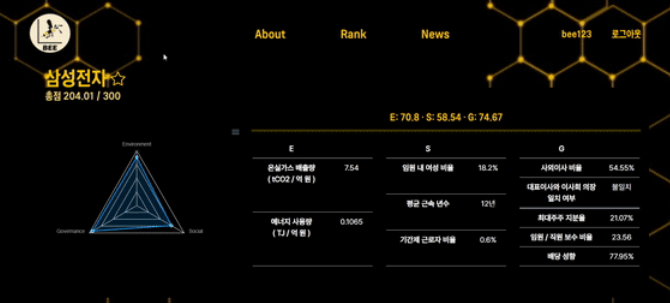 BEE
About
Rank
News
bee123
로그아웃
삼성전자☆
총점 204.01 / 300
E: 70.8 · S: 58.54 · G: 74.67
Environment
Governance
Social
E
온실가스 배출량
( tCO2 / 억 원 )
7.54
에너지 사용량
( TJ / 억 원 )
0.1065
S
임원 내 여성 비율
18.2%
평균 근속 년수
12년
기간제 근로자 비율
0.6%
G
사외이사 비율
54.55%
대표이사와 이사회 의장
일치 여부
불일치
최대주주 지분율
21.07%
임원 / 직원 보수 비율
23.56
배당 성향
77.95%